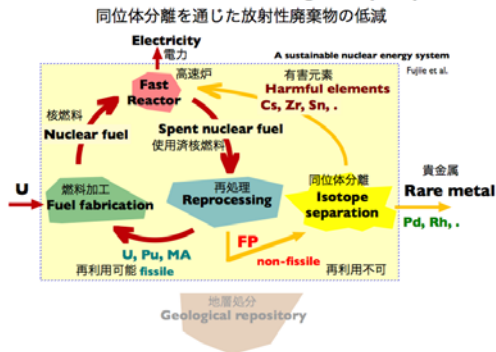 同位体分離を通じた放射性廃棄物の低減
Electricity
電力
A sustainable nuclear energy system
Fujiie et al.
高速炉
Fast
Reactor
有害元素
Harmful elements
Cs, Zr, Sn, .
核燃料
Nuclear fuel
Spent nuclear fuel
使用済核燃料
貴金属
Rare metal
Pd, Rh, .
U
燃料加工
Fuel fabrication
再処理
Reprocessing
同位体分離
Isotope
separation
U, Pu, MA
再利用可能 fissile
FP
non-fissile
再利用不可
地層処分
Geological repository